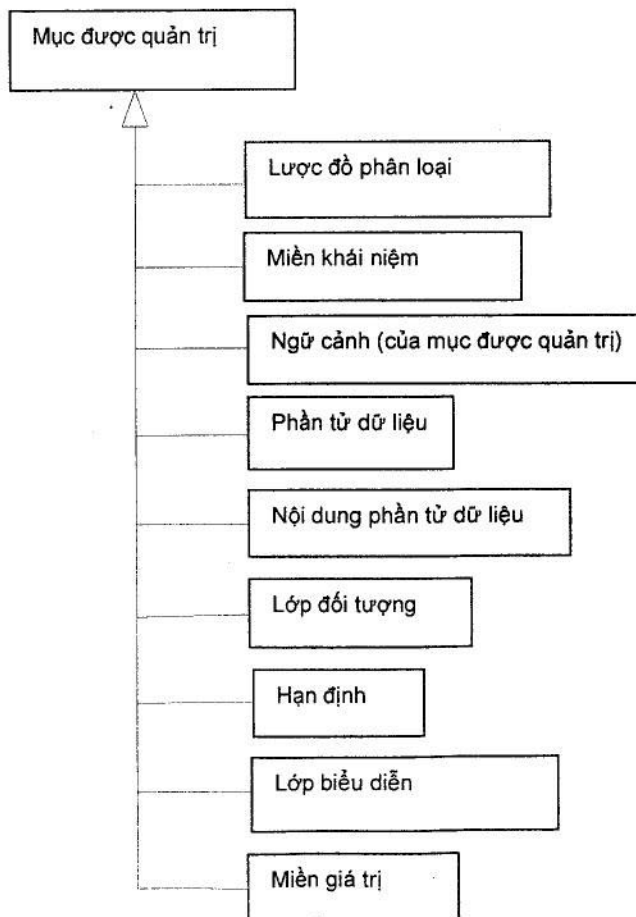 Mục được quản trị
Lược đồ phân loại
Miền khái niệm
Ngữ cảnh (của mục được quản trị)
Phần tử dữ liệu
Nội dung phần tử dữ liệu
Lớp đối tượng
Hạn định
Lớp biểu diễn
Miền giá trị